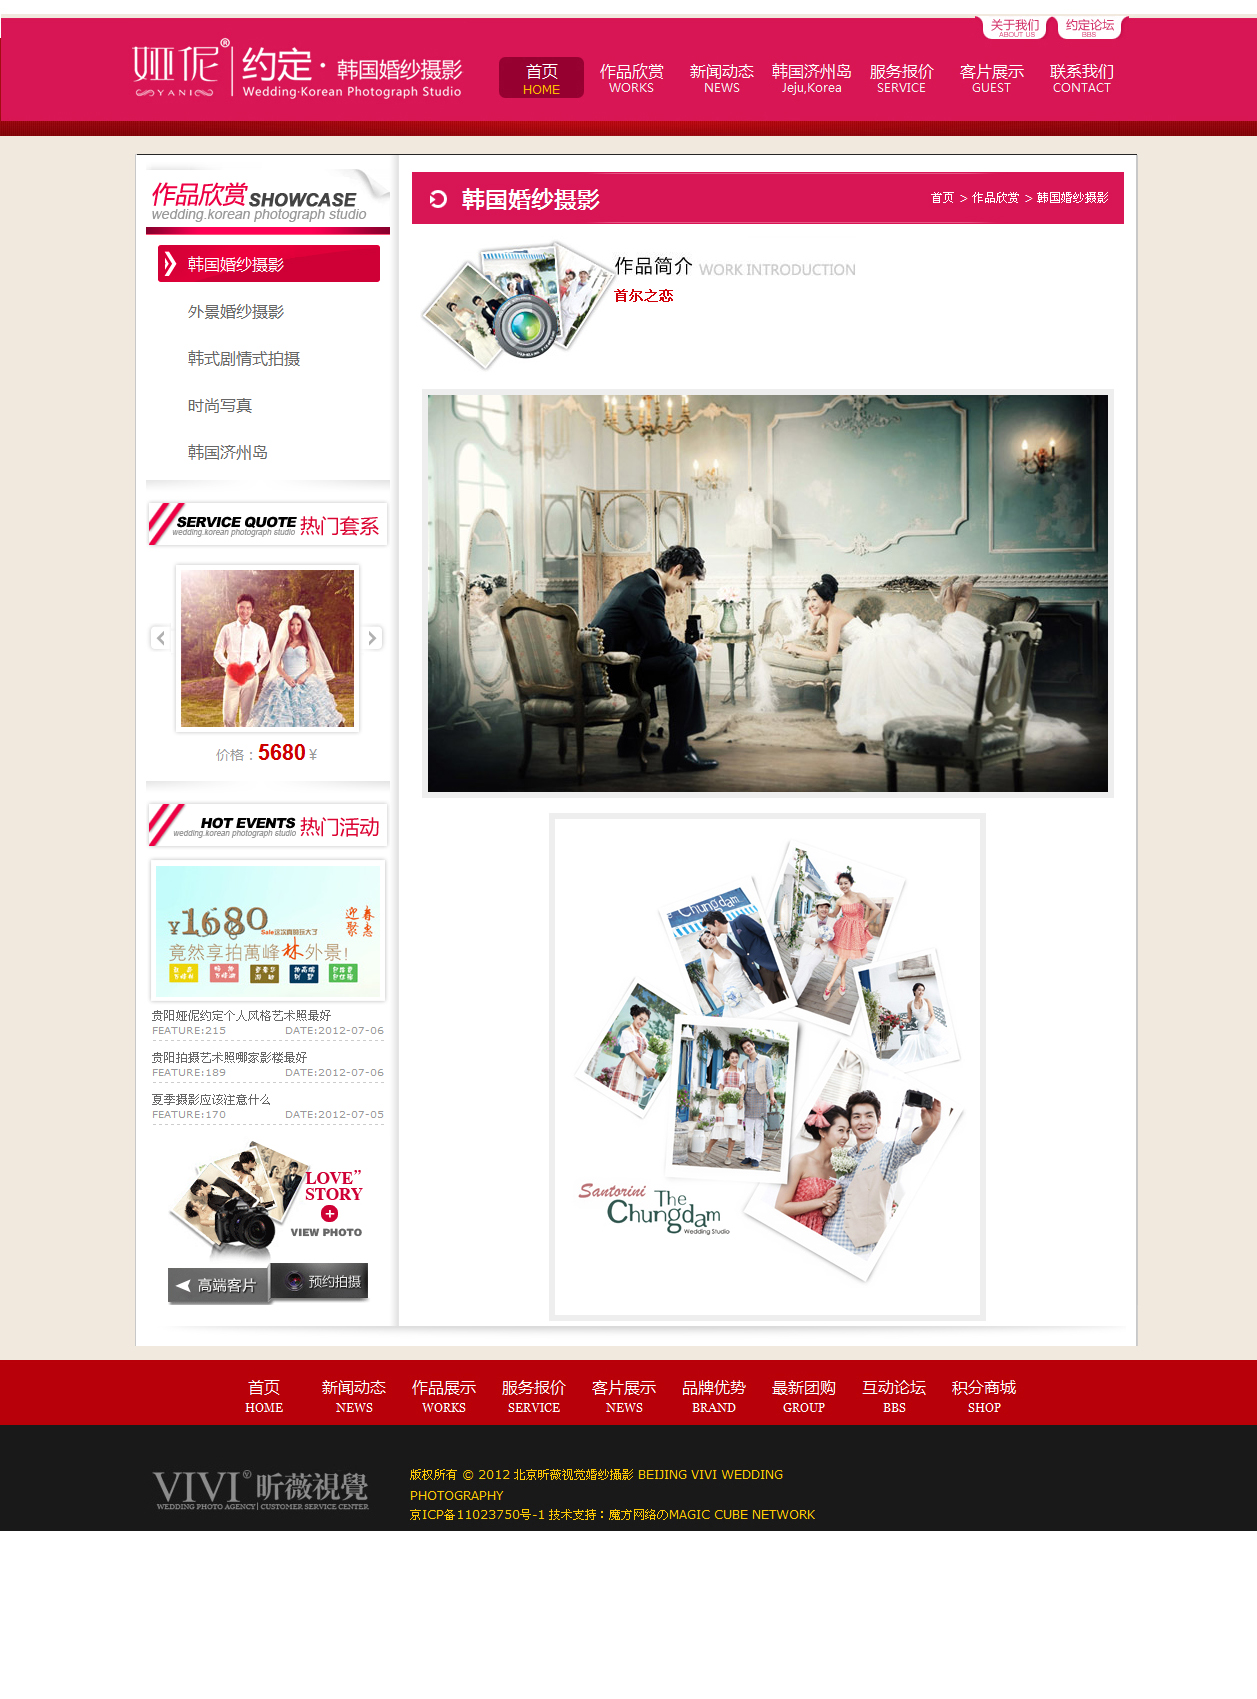 关于我们
ABOUT US
约定论坛
BBS
娅伲®
YANI
约定·韩国婚纱摄影
Wedding·Korean Photograph Studio
首页
HOME
作品欣赏
WORKS
新闻动态
NEWS
韩国济州岛
Jeju,Korea
服务报价
SERVICE
客片展示
GUEST
联系我们
CONTACT
作品欣赏SHOWCASE
wedding.korean photograph studio
韩国婚纱摄影
外景婚纱摄影
韩式剧情式拍摄
时尚写真
韩国济州岛
SERVICE QUOTE 热门套系
wedding.korean photograph studio
价格：5680 ¥
HOT EVENTS 热门活动
wedding.korean photograph studio
¥1680
迎春
聚惠
竟然享拍萬峰林外景!
贵阳娅伲约定个人风格艺术照最好
FEATURE:215 DATE:2012-07-06
贵阳拍摄艺术照哪家影楼最好
FEATURE:189 DATE:2012-07-06
夏季摄影应该注意什么
FEATURE:170 DATE:2012-07-05
LOVE”
STORY
VIEW PHOTO
高端客片
预约拍摄
韩国婚纱摄影
首页 > 作品欣赏 > 韩国婚纱摄影
作品简介 WORK INTRODUCTION
首尔之恋
Chungdam
Santorini
The
Chungdam
Wedding Studio
首页
HOME
新闻动态
NEWS
作品展示
WORKS
服务报价
SERVICE
客片展示
NEWS
品牌优势
BRAND
最新团购
GROUP
互动论坛
BBS
积分商城
SHOP
VIVI®昕薇視覺
WEDDING PHOTO AGENCY|CUSTOMER SERVICE CENTER
版权所有 © 2012 北京昕薇视觉婚纱攝影 BEIJING VIVI WEDDING
PHOTOGRAPHY
京ICP备11023750号-1 技术支持：魔方网络のMAGIC CUBE NETWORK